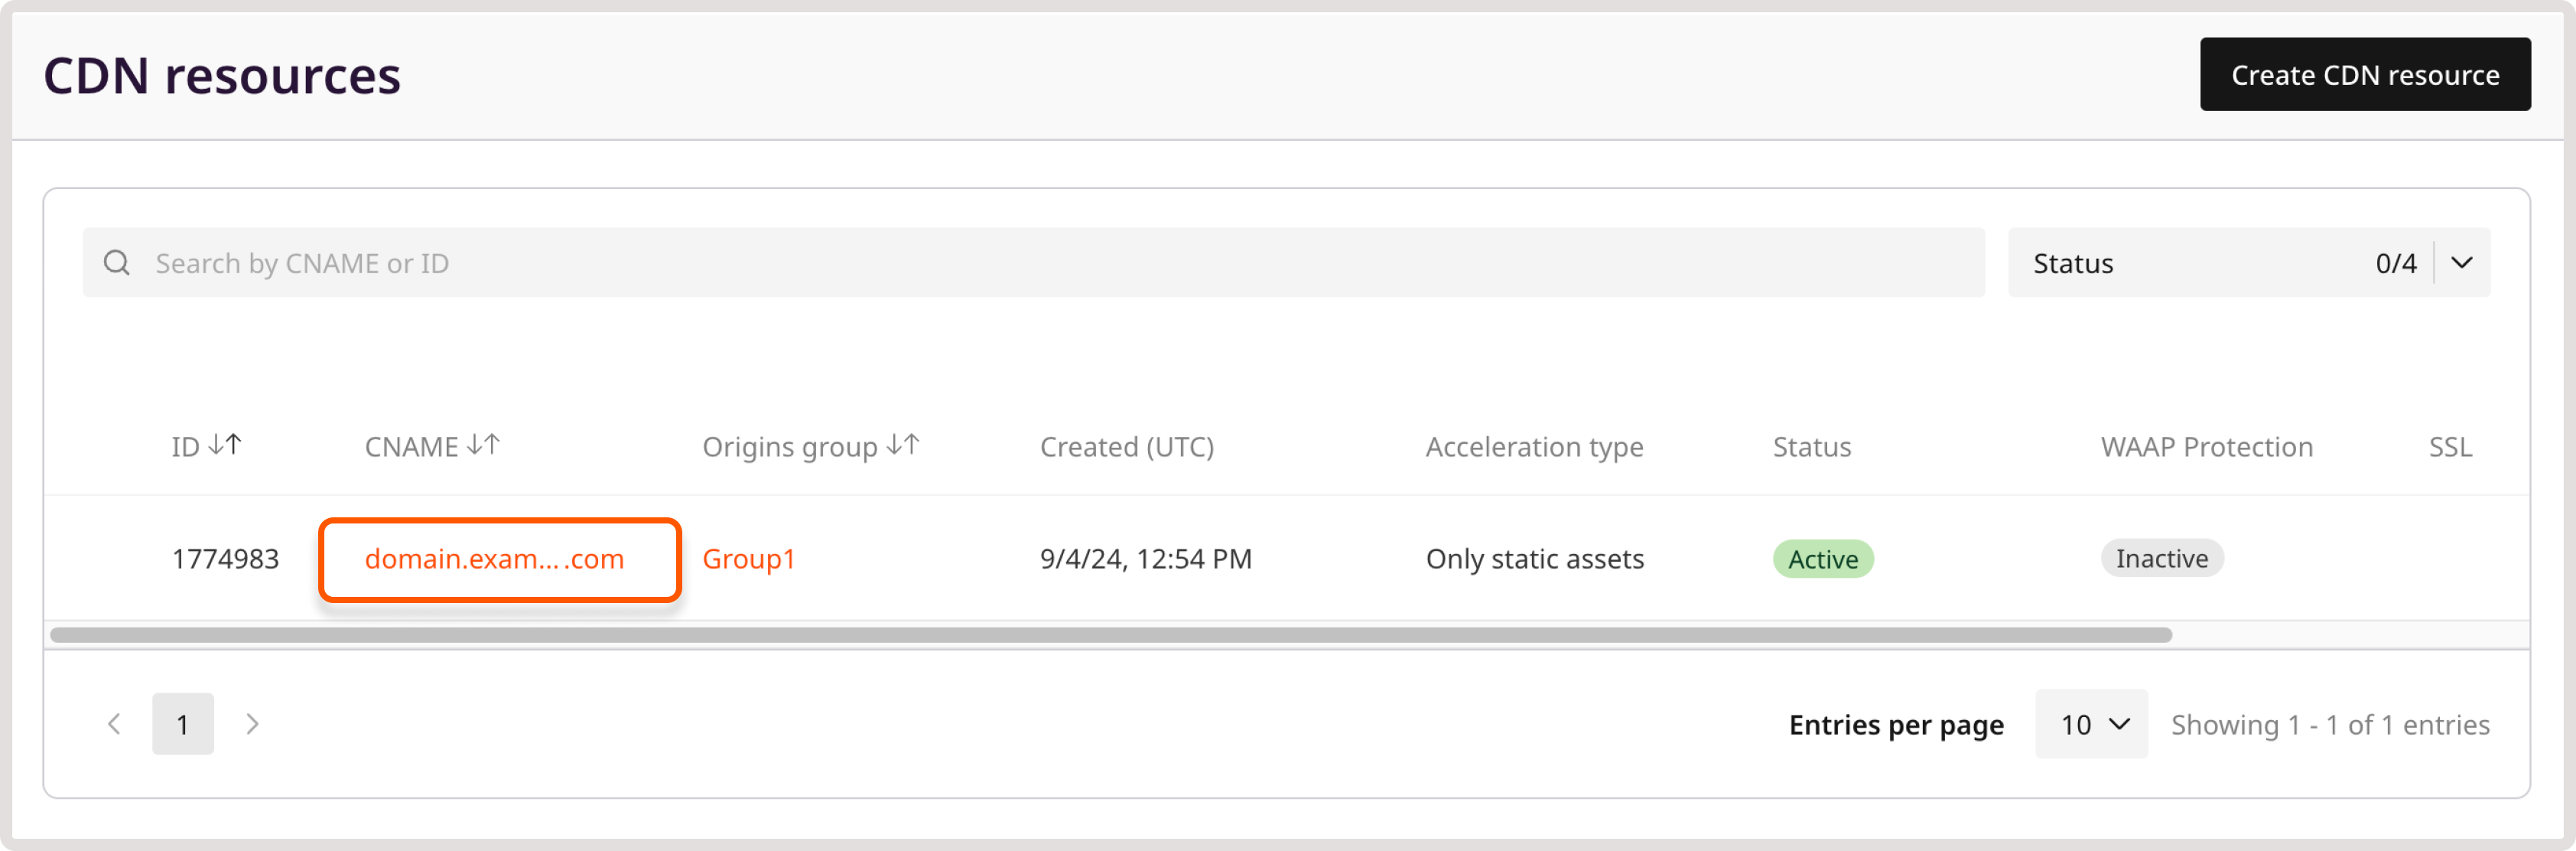 CDN resources
Create CDN resource
Search by CNAME or ID
Status 0/4
ID CNAME Origins group Created (UTC) Acceleration type Status WAAP Protection SSL
1774983 domain.exam... .com Group1 9/4/24, 12:54 PM Only static assets Active Inactive
1
Entries per page 10 Showing 1 - 1 of 1 entries